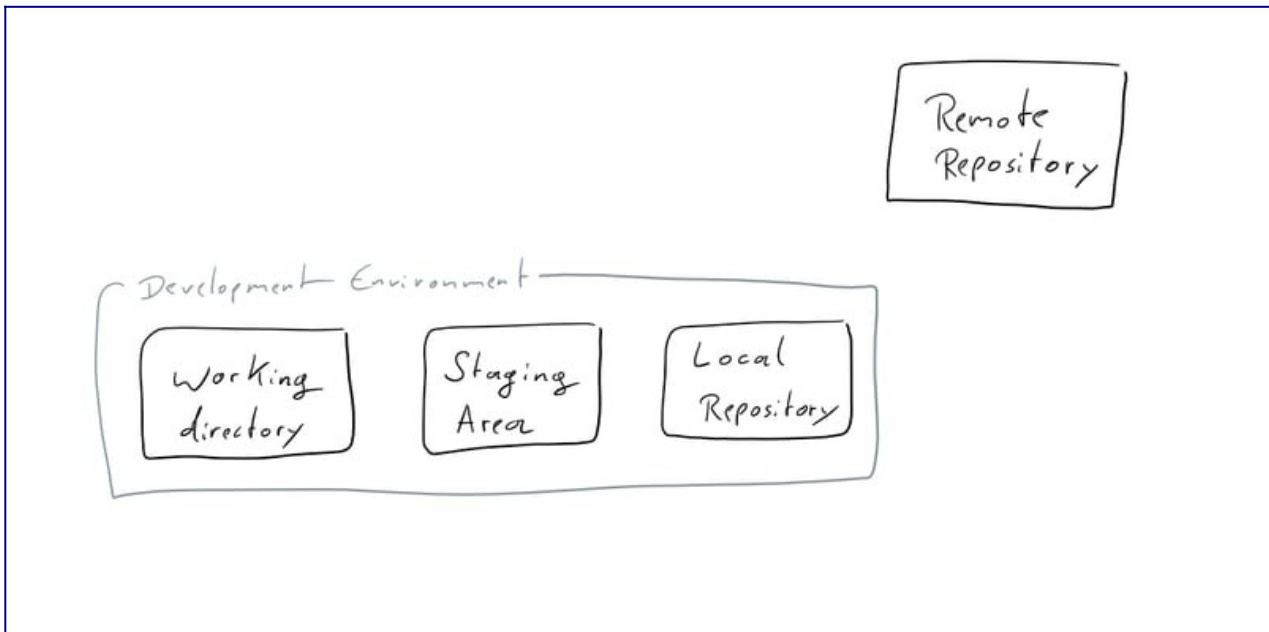 Remote
Repository
Development Environment
Working
directory
Staging
Area
Local
Repository